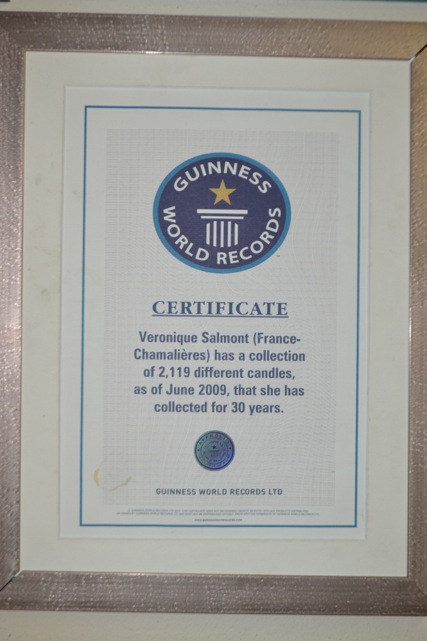 GUINNESS
WORLD RECORDS
CERTIFICATE
Veronique Salmont (France-
Chamalières) has a collection
of 2,119 different candles,
as of June 2009, that she has
collected for 30 years.
GUINNESS WORLD RECORDS LTD